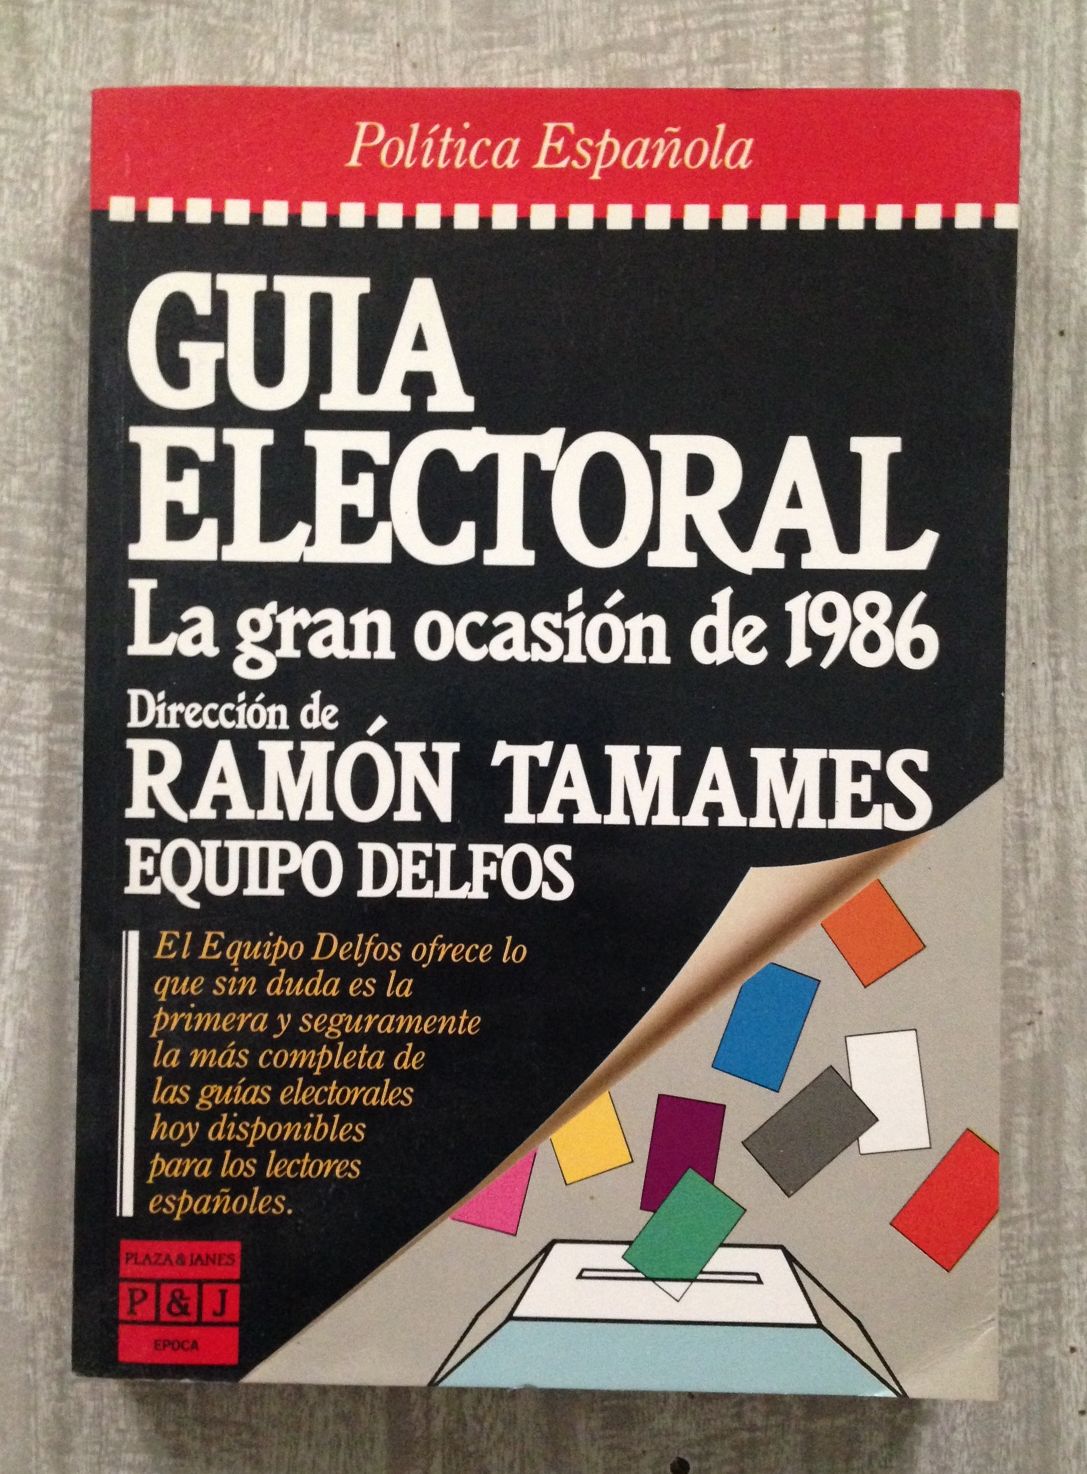 Política Española
GUIA
ELECTORAL
La gran ocasión de 1986
Dirección de
RAMÓN TAMAMES
EQUIPO DELFOS
El Equipo Delfos ofrece lo
que sin duda es la
primera y seguramente
la más completa de
las guías electorales
hoy disponibles
para los lectores
españoles.
PLAZA & JANES
P & J
EPOCA